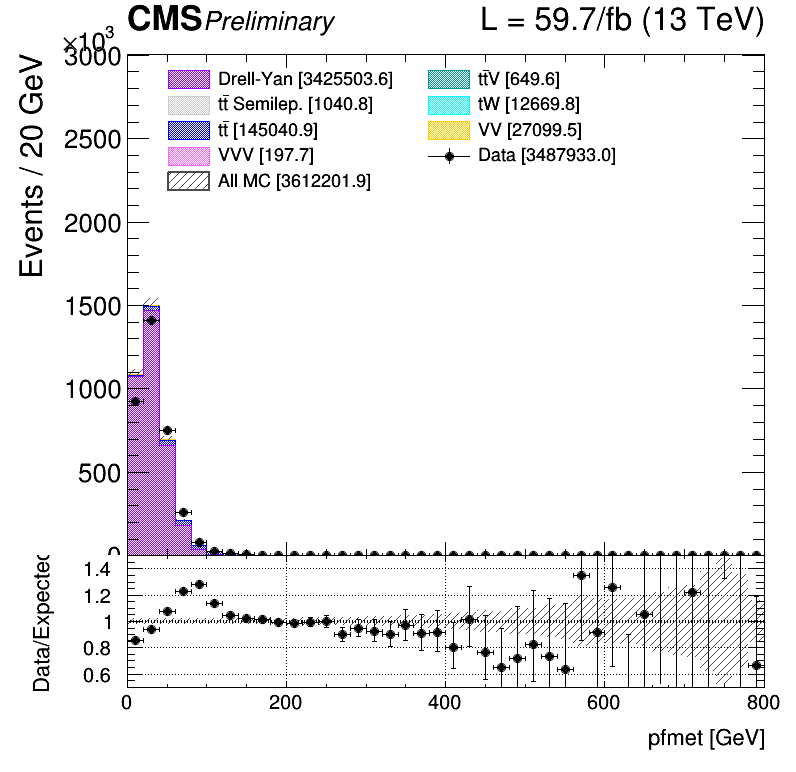 CMS Preliminary L = 59.7/fb (13 TeV)
×10³
Events / 20 GeV
3000
2500
2000
1500
1000
500
0
Drell-Yan [3425503.6]
tt̄ Semilep. [1040.8]
tt̄ [145040.9]
VVV [197.7]
All MC [3612201.9]
tt̄V [649.6]
tW [12669.8]
VV [27099.5]
Data [3487933.0]
Data/Expected
1.4
1.2
1
0.8
0.6
0 200 400 600 800
pfmet [GeV]